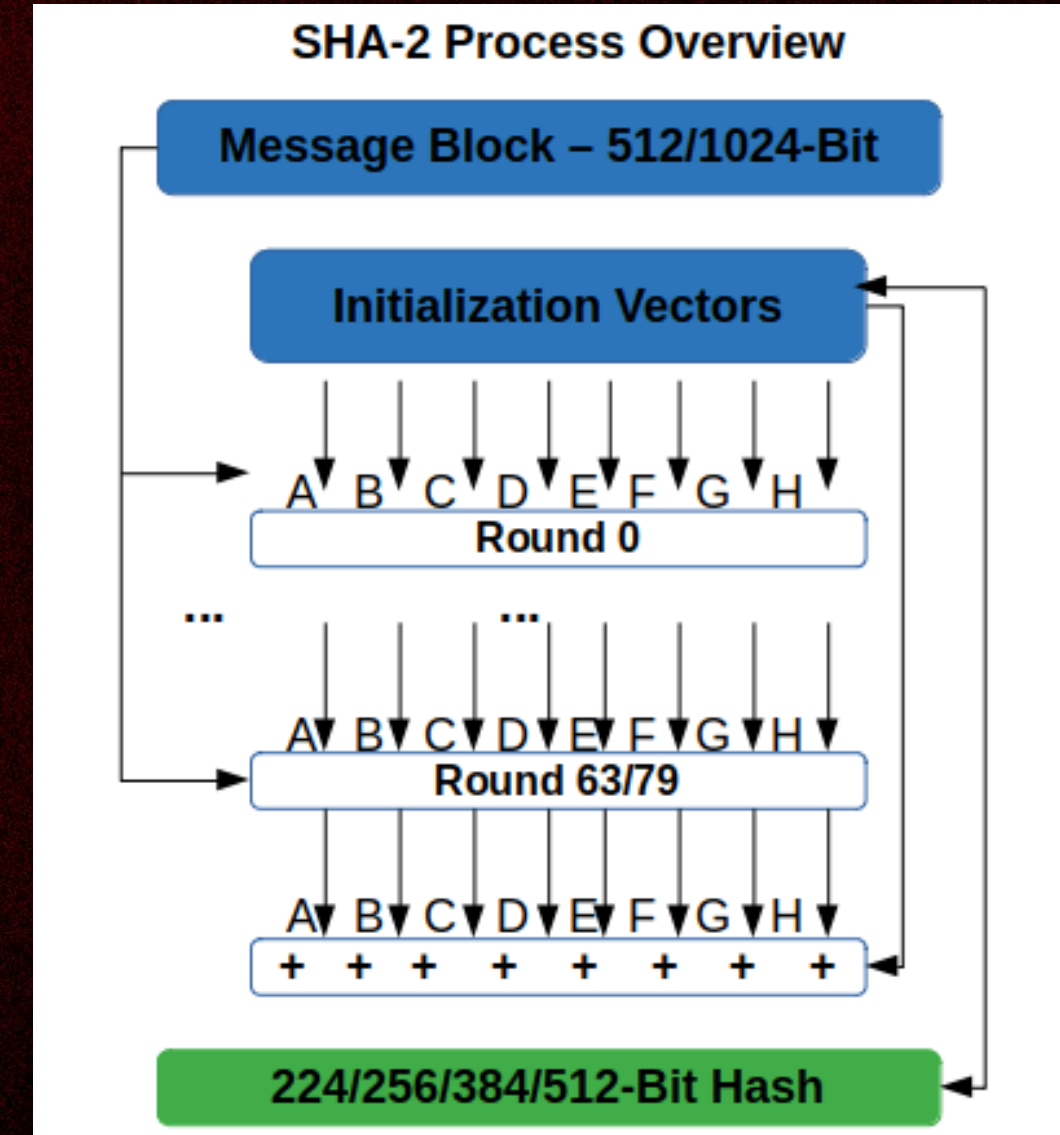 SHA-2 Process Overview
Message Block – 512/1024-Bit
Initialization Vectors
A B C D E F G H
Round 0
... ...
A B C D E F G H
Round 63/79
A B C D E F G H
+ + + + + + + +
224/256/384/512-Bit Hash